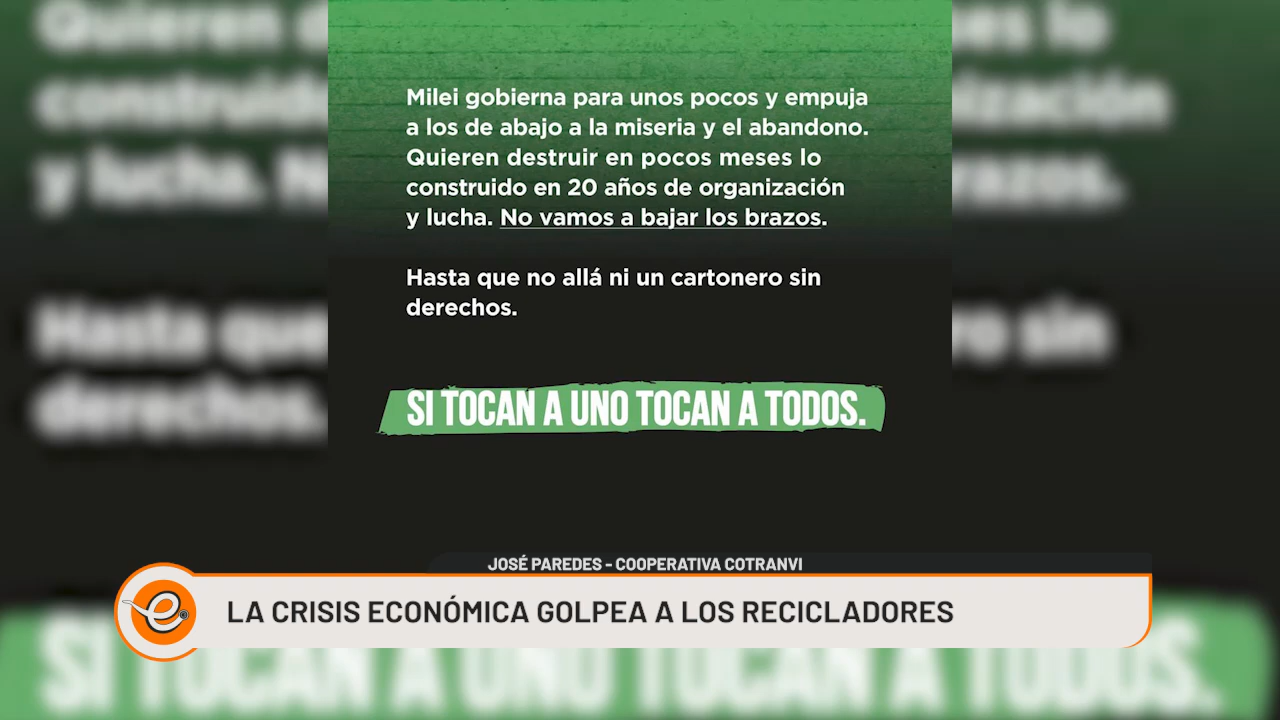 Milei gobierna para unos pocos y empuja
a los de abajo a la miseria y el abandono.
Quieren destruir en pocos meses lo
construido en 20 años de organización
y lucha. No vamos a bajar los brazos.
Hasta que no allá ni un cartonero sin
derechos.
SI TOCAN A UNO TOCAN A TODOS.
JOSÉ PAREDES - COOPERATIVA COTRANVI
LA CRISIS ECONÓMICA GOLPEA A LOS RECICLADORES